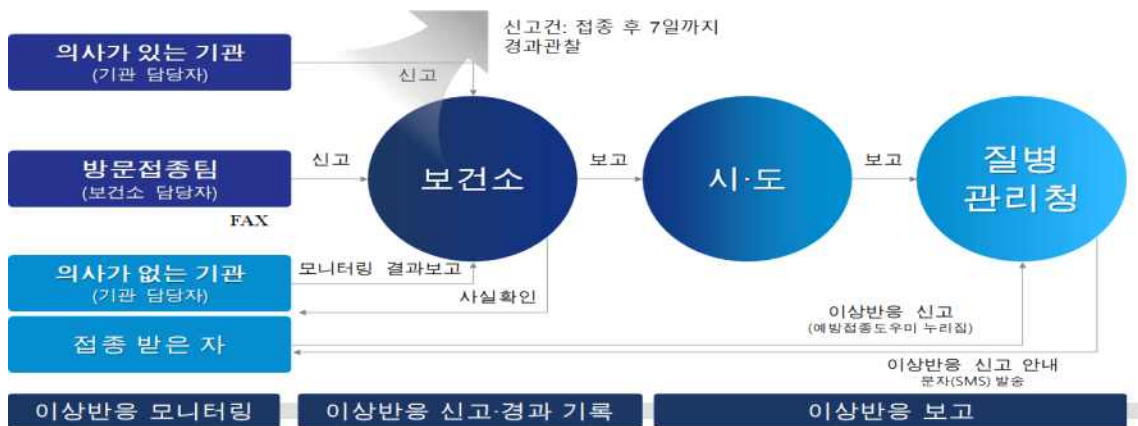 신고건: 접종 후 7일까지
경과관찰
의사가 있는 기관
(기관 담당자)
신고
방문접종팀
(보건소 담당자)
FAX
신고
보건소
보고
시·도
보고
질병
관리청
의사가 없는 기관
(기관 담당자)
모니터링 결과보고
사실확인
접종 받은 자
이상반응 신고
(예방접종도우미 누리집)
이상반응 신고 안내
문자(SMS) 발송
이상반응 모니터링
이상반응 신고·경과 기록
이상반응 보고